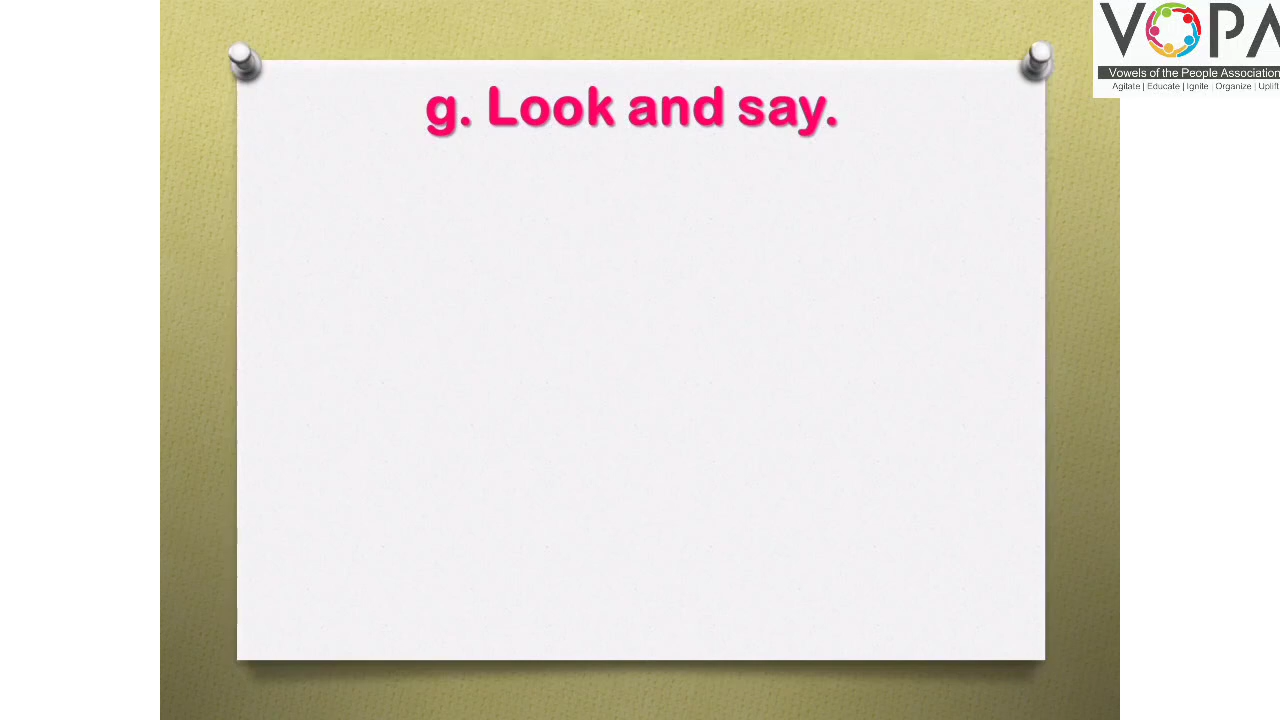 VOPA
Vowels of the People Association
Agitate | Educate | Ignite | Organize | Uplift
g. Look and say.